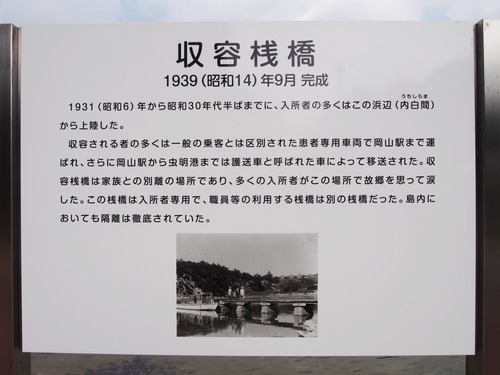 収容桟橋
1939(昭和14)年9月 完成
1931(昭和6)年から昭和30年代半ばまでに、入所者の多くはこの浜辺(内白間)
うちしらま
から上陸した。
収容される者の多くは一般の乗客とは区別された患者専用車両で岡山駅まで運
ばれ、さらに岡山駅から虫明港までは護送車と呼ばれた車によって移送された。収
容桟橋は家族との別離の場所であり、多くの入所者がこの場所で故郷を思って涙
した。この桟橋は入所者専用で、職員等の利用する桟橋は別の桟橋だった。島内に
おいても隔離は徹底されていた。